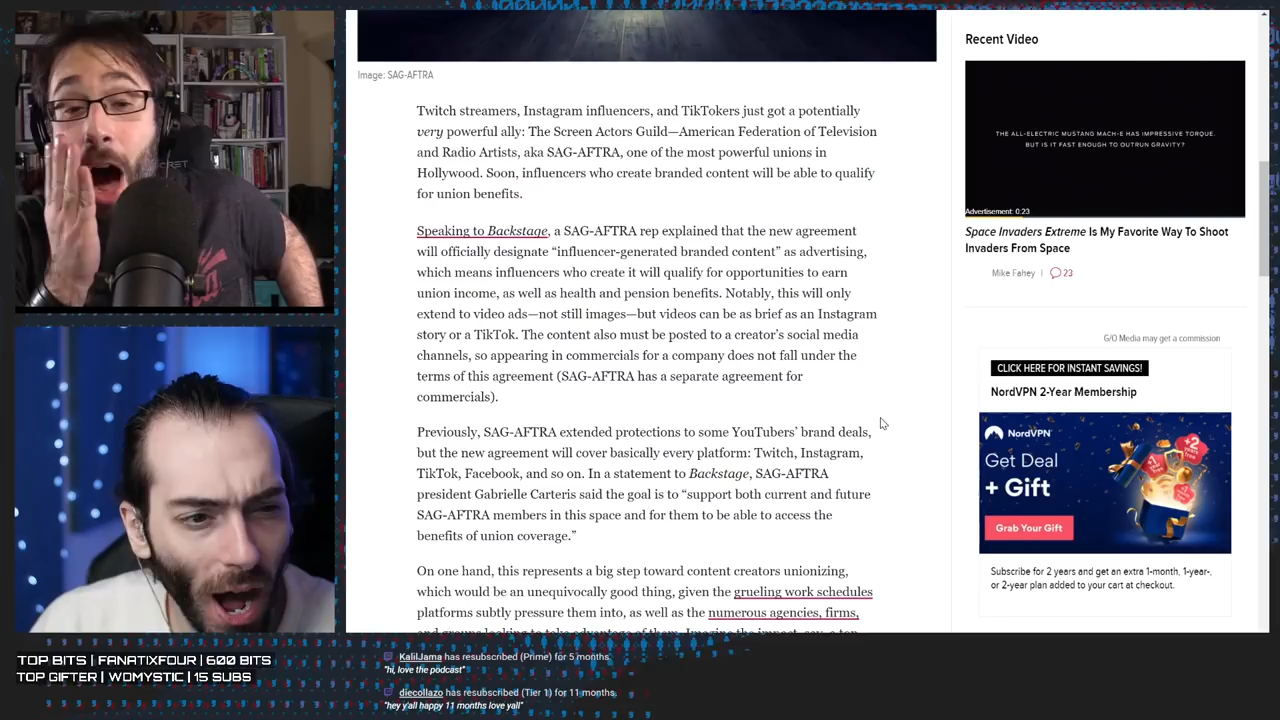 Image: SAG-AFTRA
Twitch streamers, Instagram influencers, and TikTokers just got a potentially
very powerful ally: The Screen Actors Guild—American Federation of Television
and Radio Artists, aka SAG-AFTRA, one of the most powerful unions in
Hollywood. Soon, influencers who create branded content will be able to qualify
for union benefits.
Speaking to Backstage, a SAG-AFTRA rep explained that the new agreement
will officially designate “influencer-generated branded content” as advertising,
which means influencers who create it will qualify for opportunities to earn
union income, as well as health and pension benefits. Notably, this will only
extend to video ads—not still images—but videos can be as brief as an Instagram
story or a TikTok. The content also must be posted to a creator’s social media
channels, so appearing in commercials for a company does not fall under the
terms of this agreement (SAG-AFTRA has a separate agreement for
commercials).
Previously, SAG-AFTRA extended protections to some YouTubers’ brand deals,
but the new agreement will cover basically every platform: Twitch, Instagram,
TikTok, Facebook, and so on. In a statement to Backstage, SAG-AFTRA
president Gabrielle Carteris said the goal is to “support both current and future
SAG-AFTRA members in this space and for them to be able to access the
benefits of union coverage.”
On one hand, this represents a big step toward content creators unionizing,
which would be an unequivocally good thing, given the grueling work schedules
platforms subtly pressure them into, as well as the numerous agencies, firms,
and groups looking to take advantage of them. Imagine the impact, say, a top
Recent Video
THE ALL-ELECTRIC MUSTANG MACH-E HAS IMPRESSIVE TORQUE.
BUT IS IT FAST ENOUGH TO OUTRUN GRAVITY?
Advertisement: 0:23
Space Invaders Extreme Is My Favorite Way To Shoot
Invaders From Space
Mike Fahey | 23
G/O Media may get a commission
CLICK HERE FOR INSTANT SAVINGS!
NordVPN 2-Year Membership
NordVPN
Get Deal
+ Gift
Grab Your Gift
Subscribe for 2 years and get an extra 1-month, 1-year-,
or 2-year plan added to your cart at checkout.
TOP BITS | FANATIXFOUR | 600 BITS
TOP GIFTER | WDMYSTIC | 15 SUBS
KalilJama has resubscribed (Prime) for 5 months.
"hi, love the podcast"
diecollazo has resubscribed (Tier 1) for 11 months.
"hey y'all happy 11 months love yall"